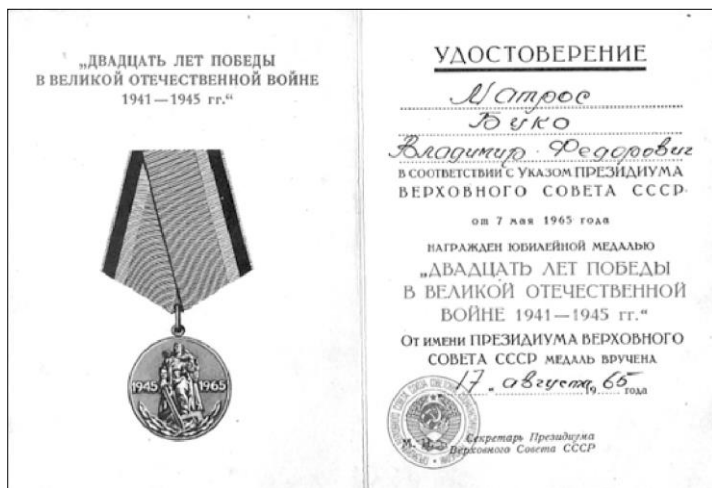 „ДВАДЦАТЬ ЛЕТ ПОБЕДЫ
В ВЕЛИКОЙ ОТЕЧЕСТВЕННОЙ ВОЙНЕ
1941—1945 гг.“
1945 1965
УДОСТОВЕРЕНИЕ
Матрос
Буко
Владимир Федорович
В СООТВЕТСТВИИ С УКАЗОМ ПРЕЗИДИУМА
ВЕРХОВНОГО СОВЕТА СССР
от 7 мая 1965 года
НАГРАЖДЕН ЮБИЛЕЙНОЙ МЕДАЛЬЮ
„ДВАДЦАТЬ ЛЕТ ПОБЕДЫ
В ВЕЛИКОЙ ОТЕЧЕСТВЕННОЙ
ВОЙНЕ 1941—1945 гг.“
От имени ПРЕЗИДИУМА ВЕРХОВНОГО
СОВЕТА СССР МЕДАЛЬ ВРУЧЕНА
„17„ августа 1965 года
Секретарь Президиума
Верховного Совета СССР